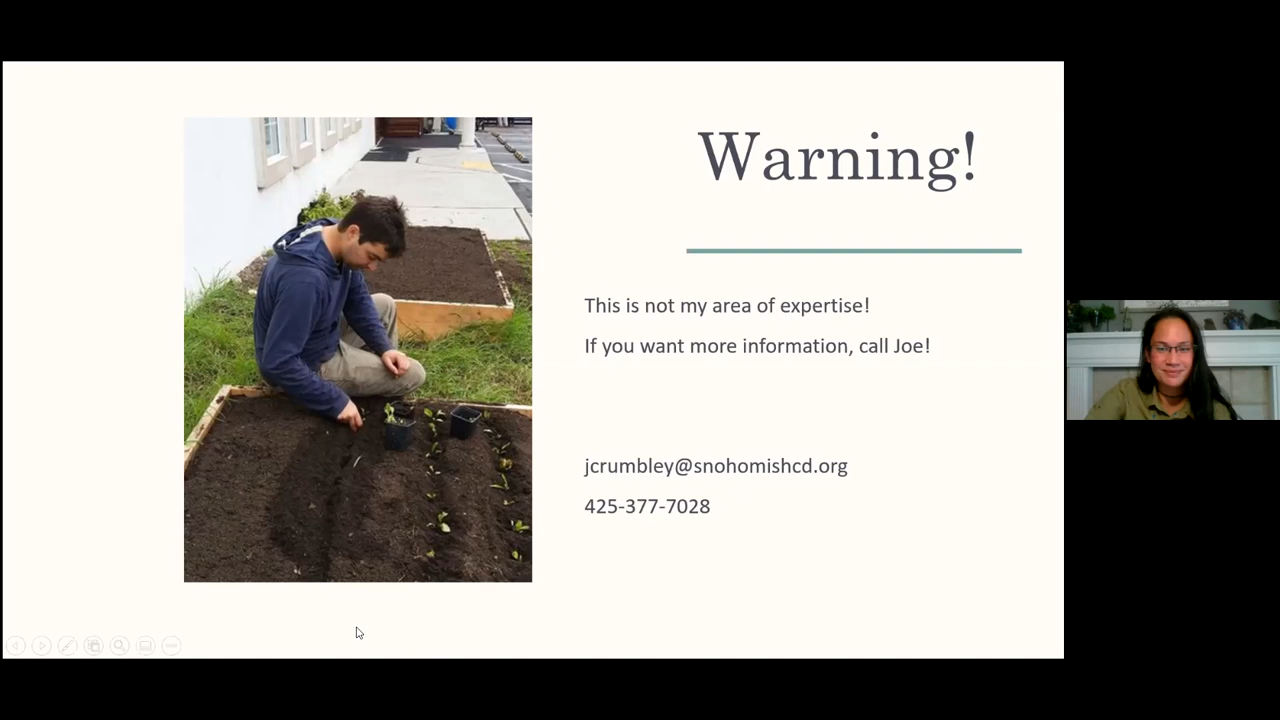 Warning!
This is not my area of expertise!
If you want more information, call Joe!
jcrumbley@snohomishcd.org
425-377-7028